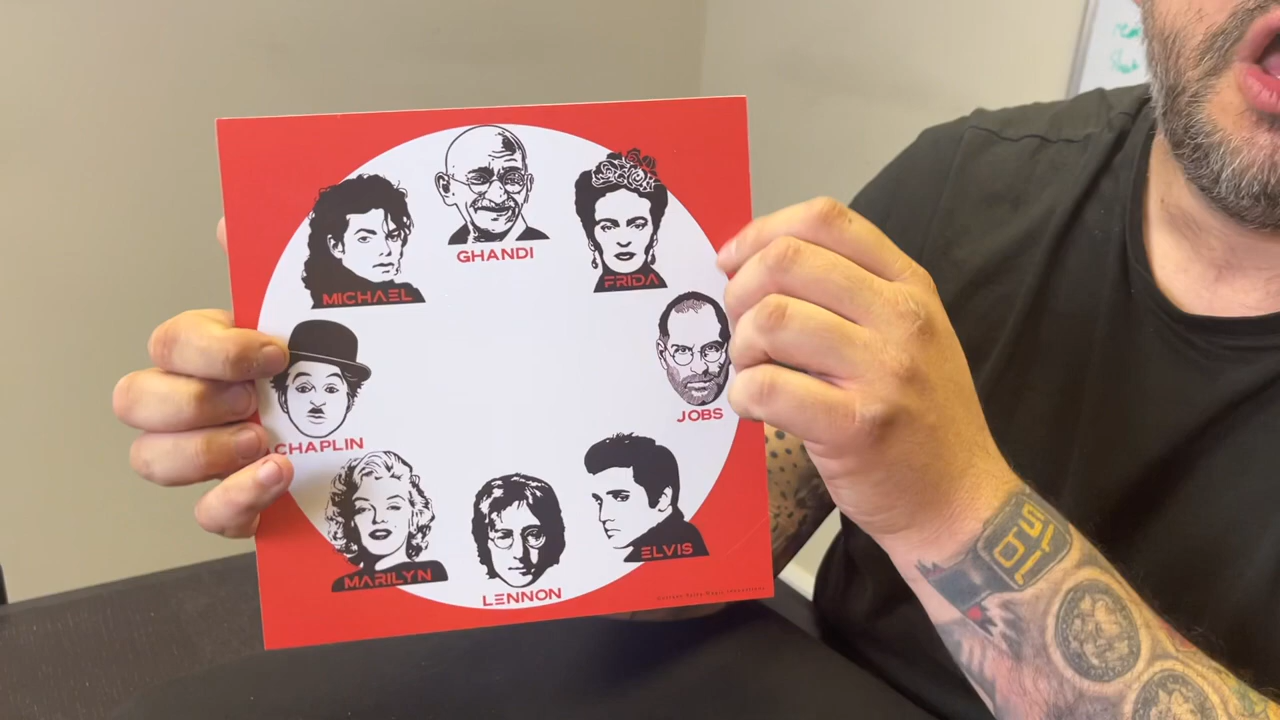 GHANDI
FRIDA
MICHAEL
JOBS
CHAPLIN
ELVIS
MARILYN
LENNON